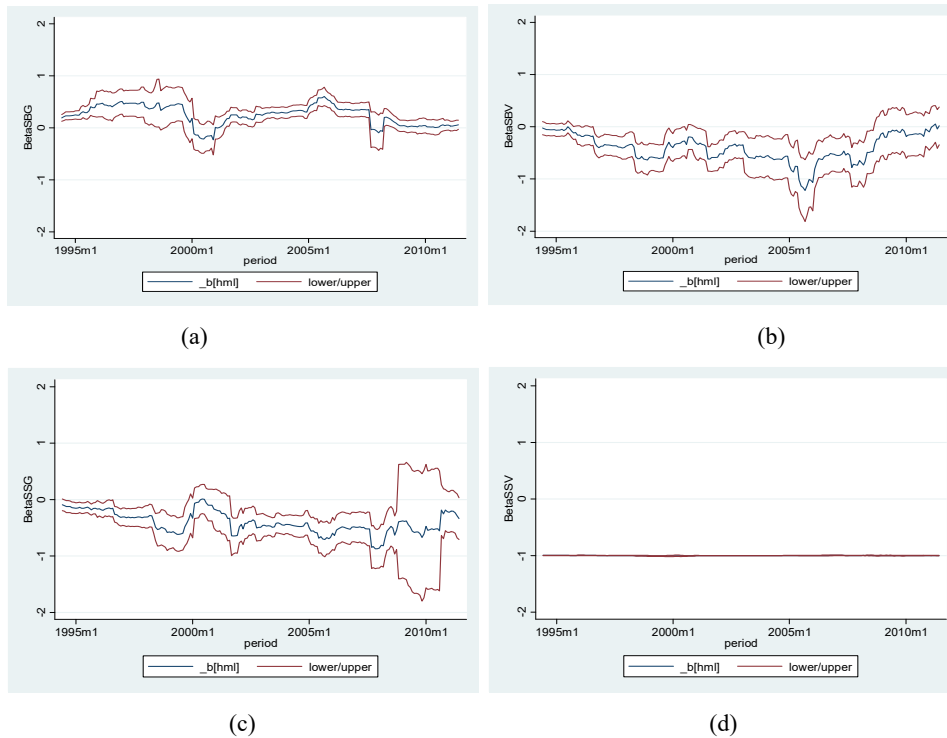 2
1
0
-1
-2
BetaSBG
1995m1 2000m1 2005m1 2010m1
period
_b[hml] lower/upper
(a)
2
1
0
-1
-2
BetaSBV
1995m1 2000m1 2005m1 2010m1
period
_b[hml] lower/upper
(b)
2
1
0
-1
-2
BetaSSG
1995m1 2000m1 2005m1 2010m1
period
_b[hml] lower/upper
(c)
2
1
0
-1
-2
BetaSSV
1995m1 2000m1 2005m1 2010m1
period
_b[hml] lower/upper
(d)